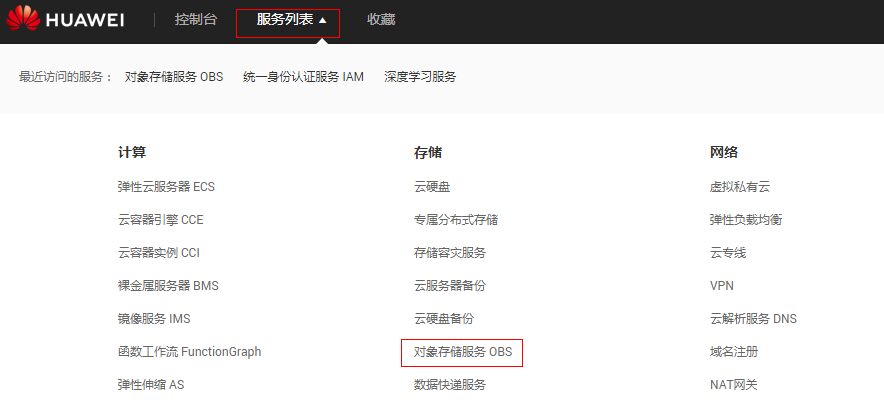 HUAWEI 控制台 服务列表 ▲ 收藏
最近访问的服务： 对象存储服务 OBS 统一身份认证服务 IAM 深度学习服务
计算 存储 网络
弹性云服务器 ECS 云硬盘 虚拟私有云
云容器引擎 CCE 专属分布式存储 弹性负载均衡
云容器实例 CCI 存储容灾服务 云专线
裸金属服务器 BMS 云服务器备份 VPN
镜像服务 IMS 云硬盘备份 云解析服务 DNS
函数工作流 FunctionGraph 对象存储服务 OBS 域名注册
弹性伸缩 AS 数据快递服务 NAT网关